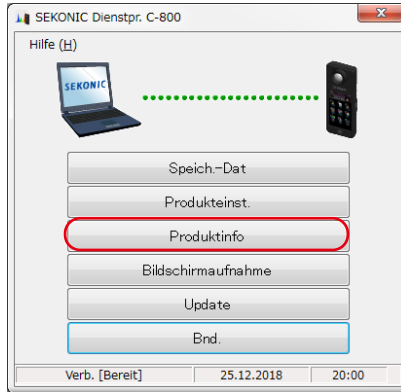 SEKONIC Dienstpr. C-800
Hilfe (H)
SEKONIC
Speich.-Dat
Produkteinst.
Produktinfo
Bildschirmaufnahme
Update
Bnd.
Verb. [Bereit] 25.12.2018 20:00